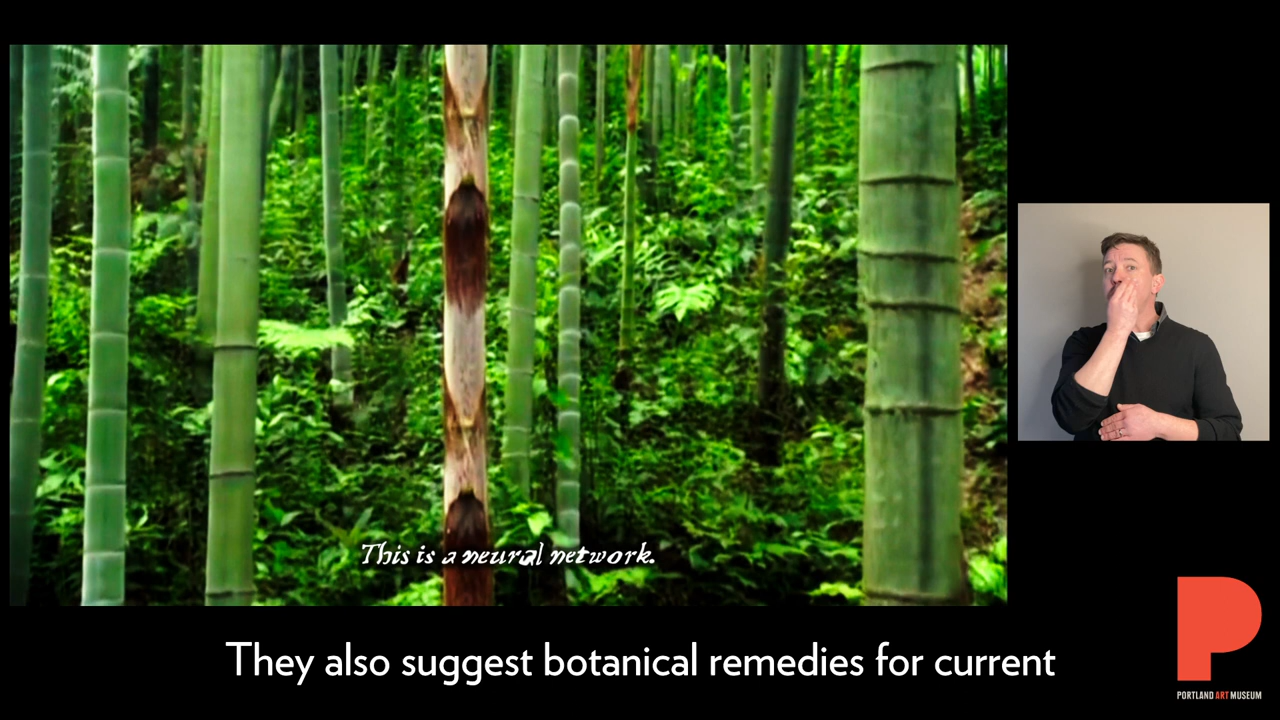 This is a neural network.
They also suggest botanical remedies for current
PORTLAND ART MUSEUM